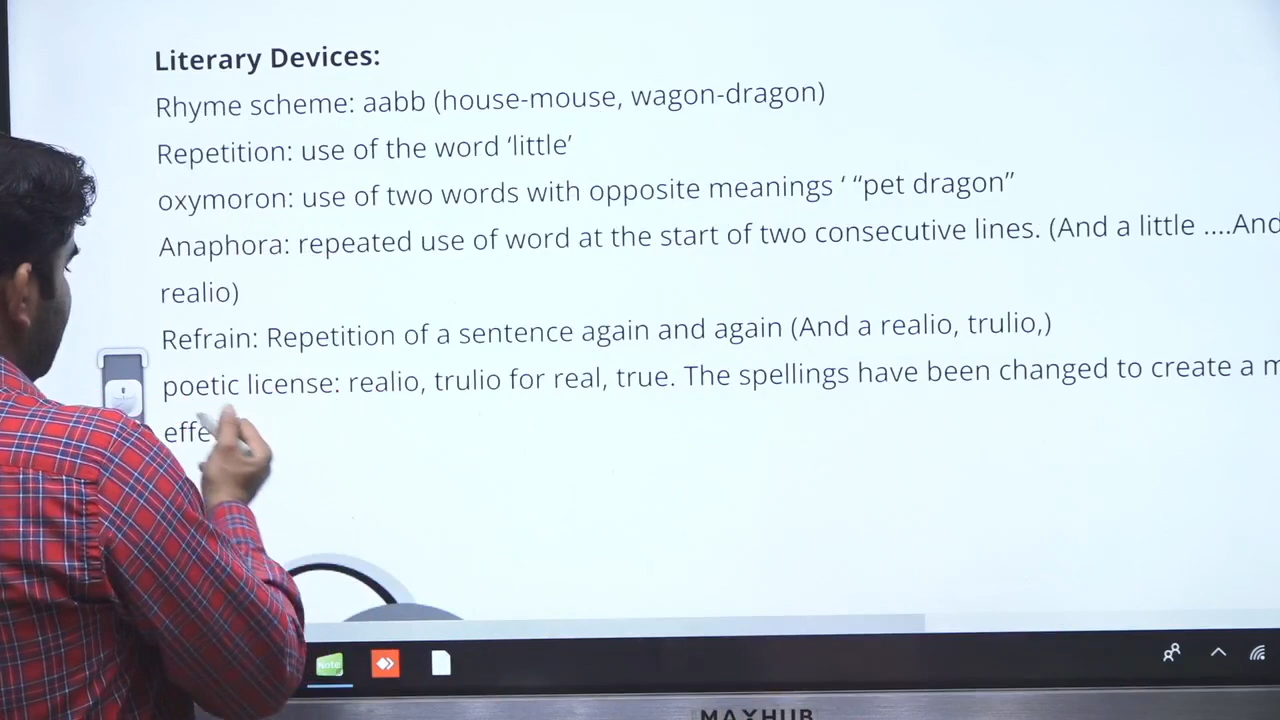 Literary Devices:
Rhyme scheme: aabb (house-mouse, wagon-dragon)
Repetition: use of the word ‘little’
oxymoron: use of two words with opposite meanings ‘ “pet dragon”
Anaphora: repeated use of word at the start of two consecutive lines. (And a little ....And
realio)
Refrain: Repetition of a sentence again and again (And a realio, trulio,)
poetic license: realio, trulio for real, true. The spellings have been changed to create a
Note
MAXHUB